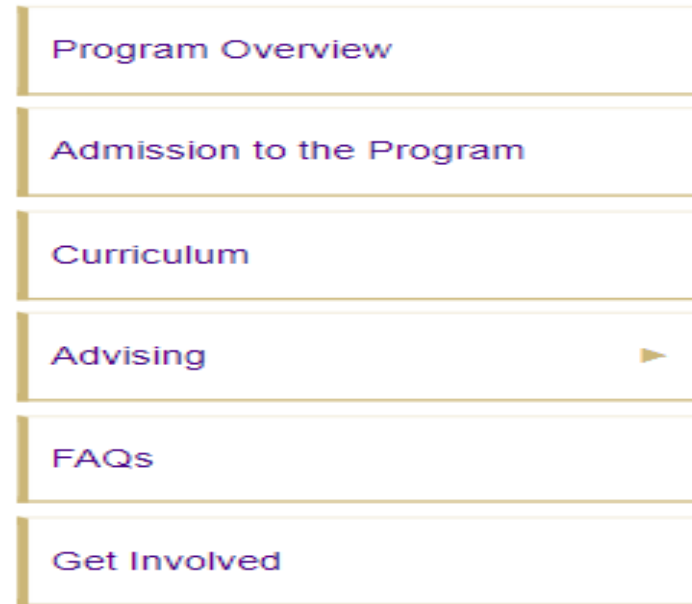 Program Overview
Admission to the Program
Curriculum
Advising
FAQs
Get Involved